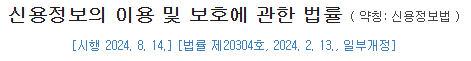 신용정보의 이용 및 보호에 관한 법률 ( 약칭: 신용정보법 )
[시행 2024. 8. 14.] [법률 제20304호, 2024. 2. 13., 일부개정]